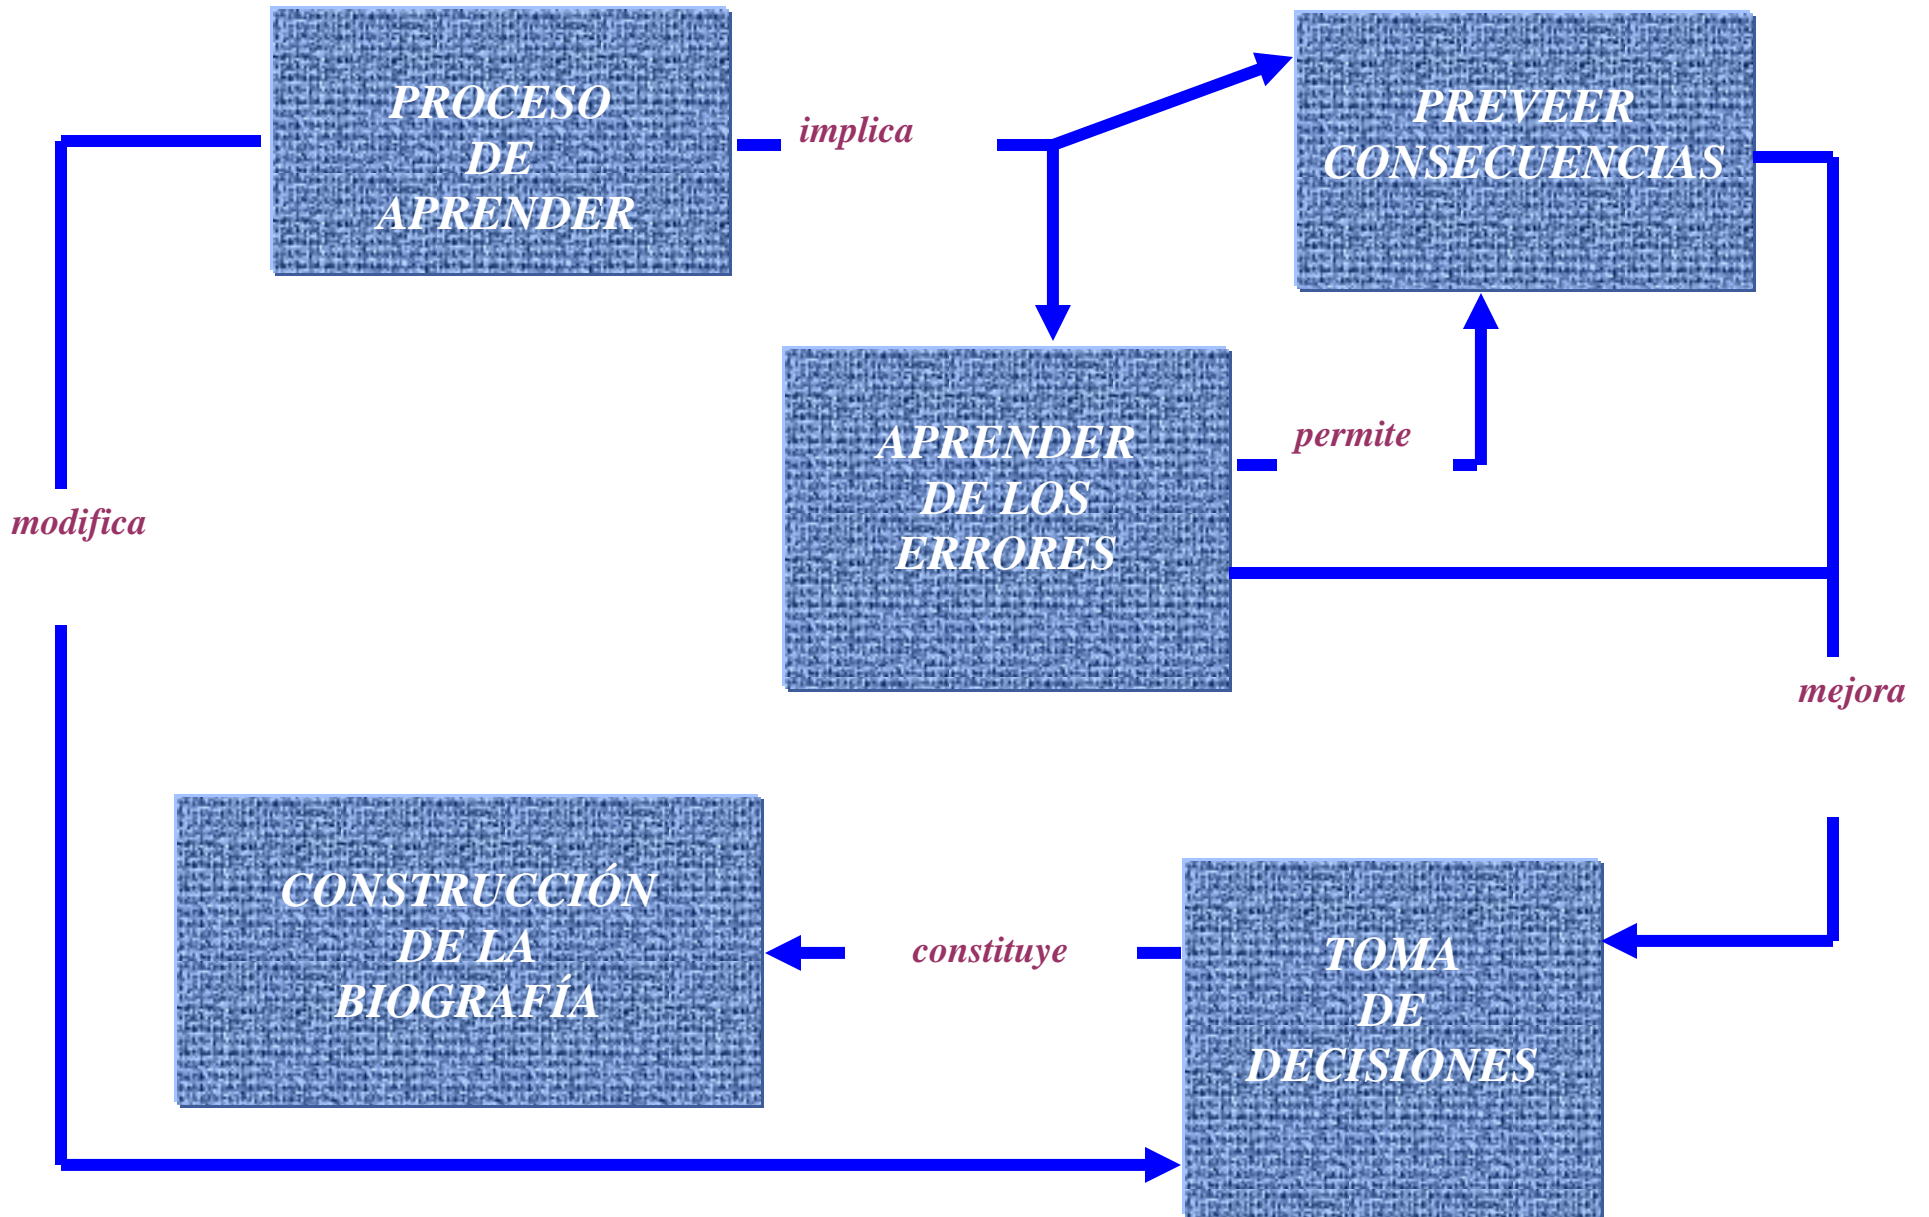 PROCESO
DE
APRENDER
implica
PREVEER
CONSECUENCIAS
APRENDER
DE LOS
ERRORES
permite
modifica
mejora
CONSTRUCCIÓN
DE LA
BIOGRAFÍA
constituye
TOMA
DE
DECISIONES